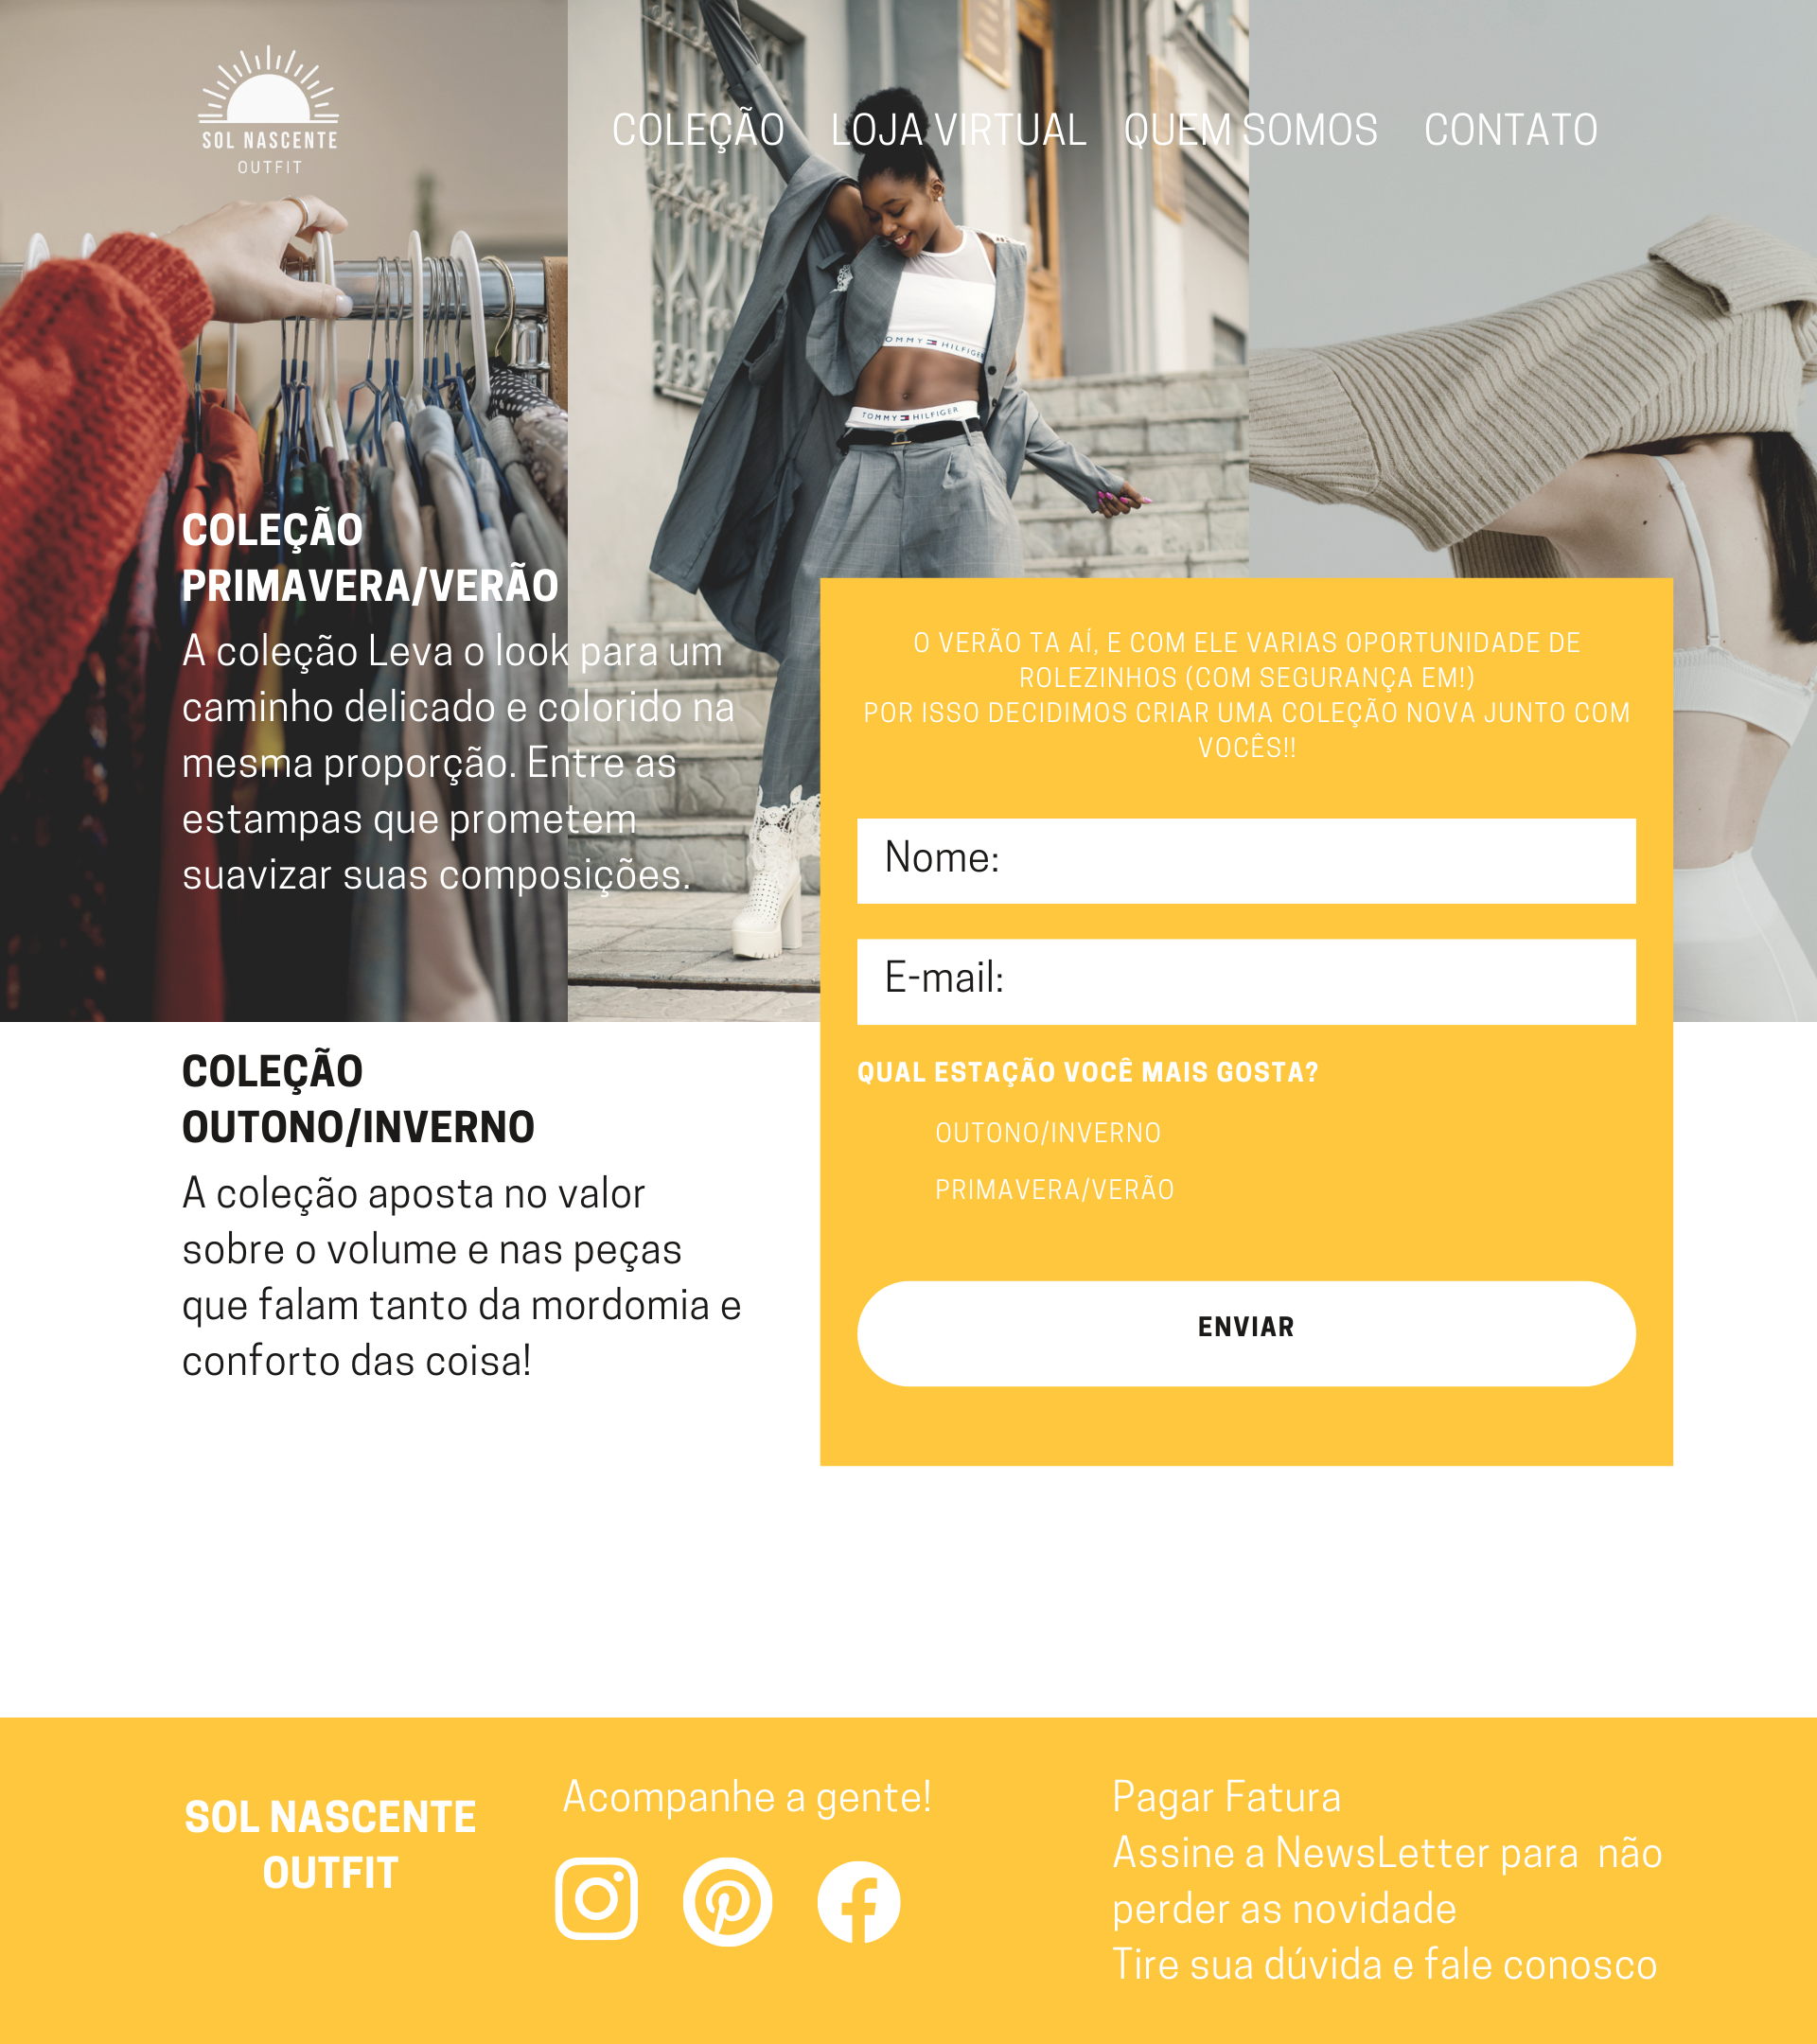 SOL NASCENTE
OUTFIT
COLEÇÃO LOJA VIRTUAL QUEM SOMOS CONTATO
OMMY HILFIGE
TOMMY HILFIGER
COLEÇÃO
PRIMAVERA/VERÃO
A coleção Leva o look para um
caminho delicado e colorido na
mesma proporção. Entre as
estampas que prometem
suavizar suas composições.
O VERÃO TA AÍ, E COM ELE VARIAS OPORTUNIDADE DE
ROLEZINHOS (COM SEGURANÇA EM!)
POR ISSO DECIDIMOS CRIAR UMA COLEÇÃO NOVA JUNTO COM
VOCÊS!!
Nome:
E-mail:
QUAL ESTAÇÃO VOCÊ MAIS GOSTA?
OUTONO/INVERNO
PRIMAVERA/VERÃO
ENVIAR
COLEÇÃO
OUTONO/INVERNO
A coleção aposta no valor
sobre o volume e nas peças
que falam tanto da mordomia e
conforto das coisa!
SOL NASCENTE
OUTFIT
Acompanhe a gente!
Pagar Fatura
Assine a NewsLetter para não
perder as novidade
Tire sua dúvida e fale conosco